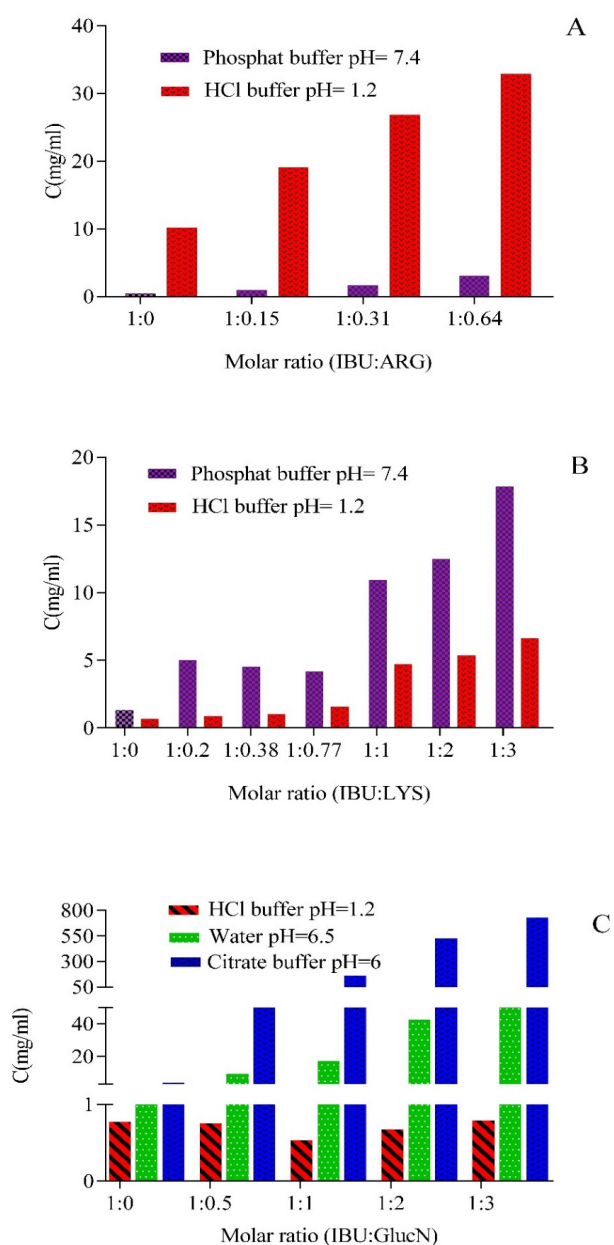 A
Phosphat buffer pH= 7.4
HCl buffer pH= 1.2
40
30
20
10
0
C(mg/ml)
1:0 1:0.15 1:0.31 1:0.64
Molar ratio (IBU:ARG)
B
Phosphat buffer pH= 7.4
HCl buffer pH= 1.2
20
15
10
5
0
C(mg/ml)
1:0 1:0.2 1:0.38 1:0.77 1:1 1:2 1:3
Molar ratio (IBU:LYS)
C
HCl buffer pH=1.2
Water pH=6.5
Citrate buffer pH=6
800
550
300
50
40
20
1
0
C(mg/ml)
1:0 1:0.5 1:1 1:2 1:3
Molar ratio (IBU:GlucN)